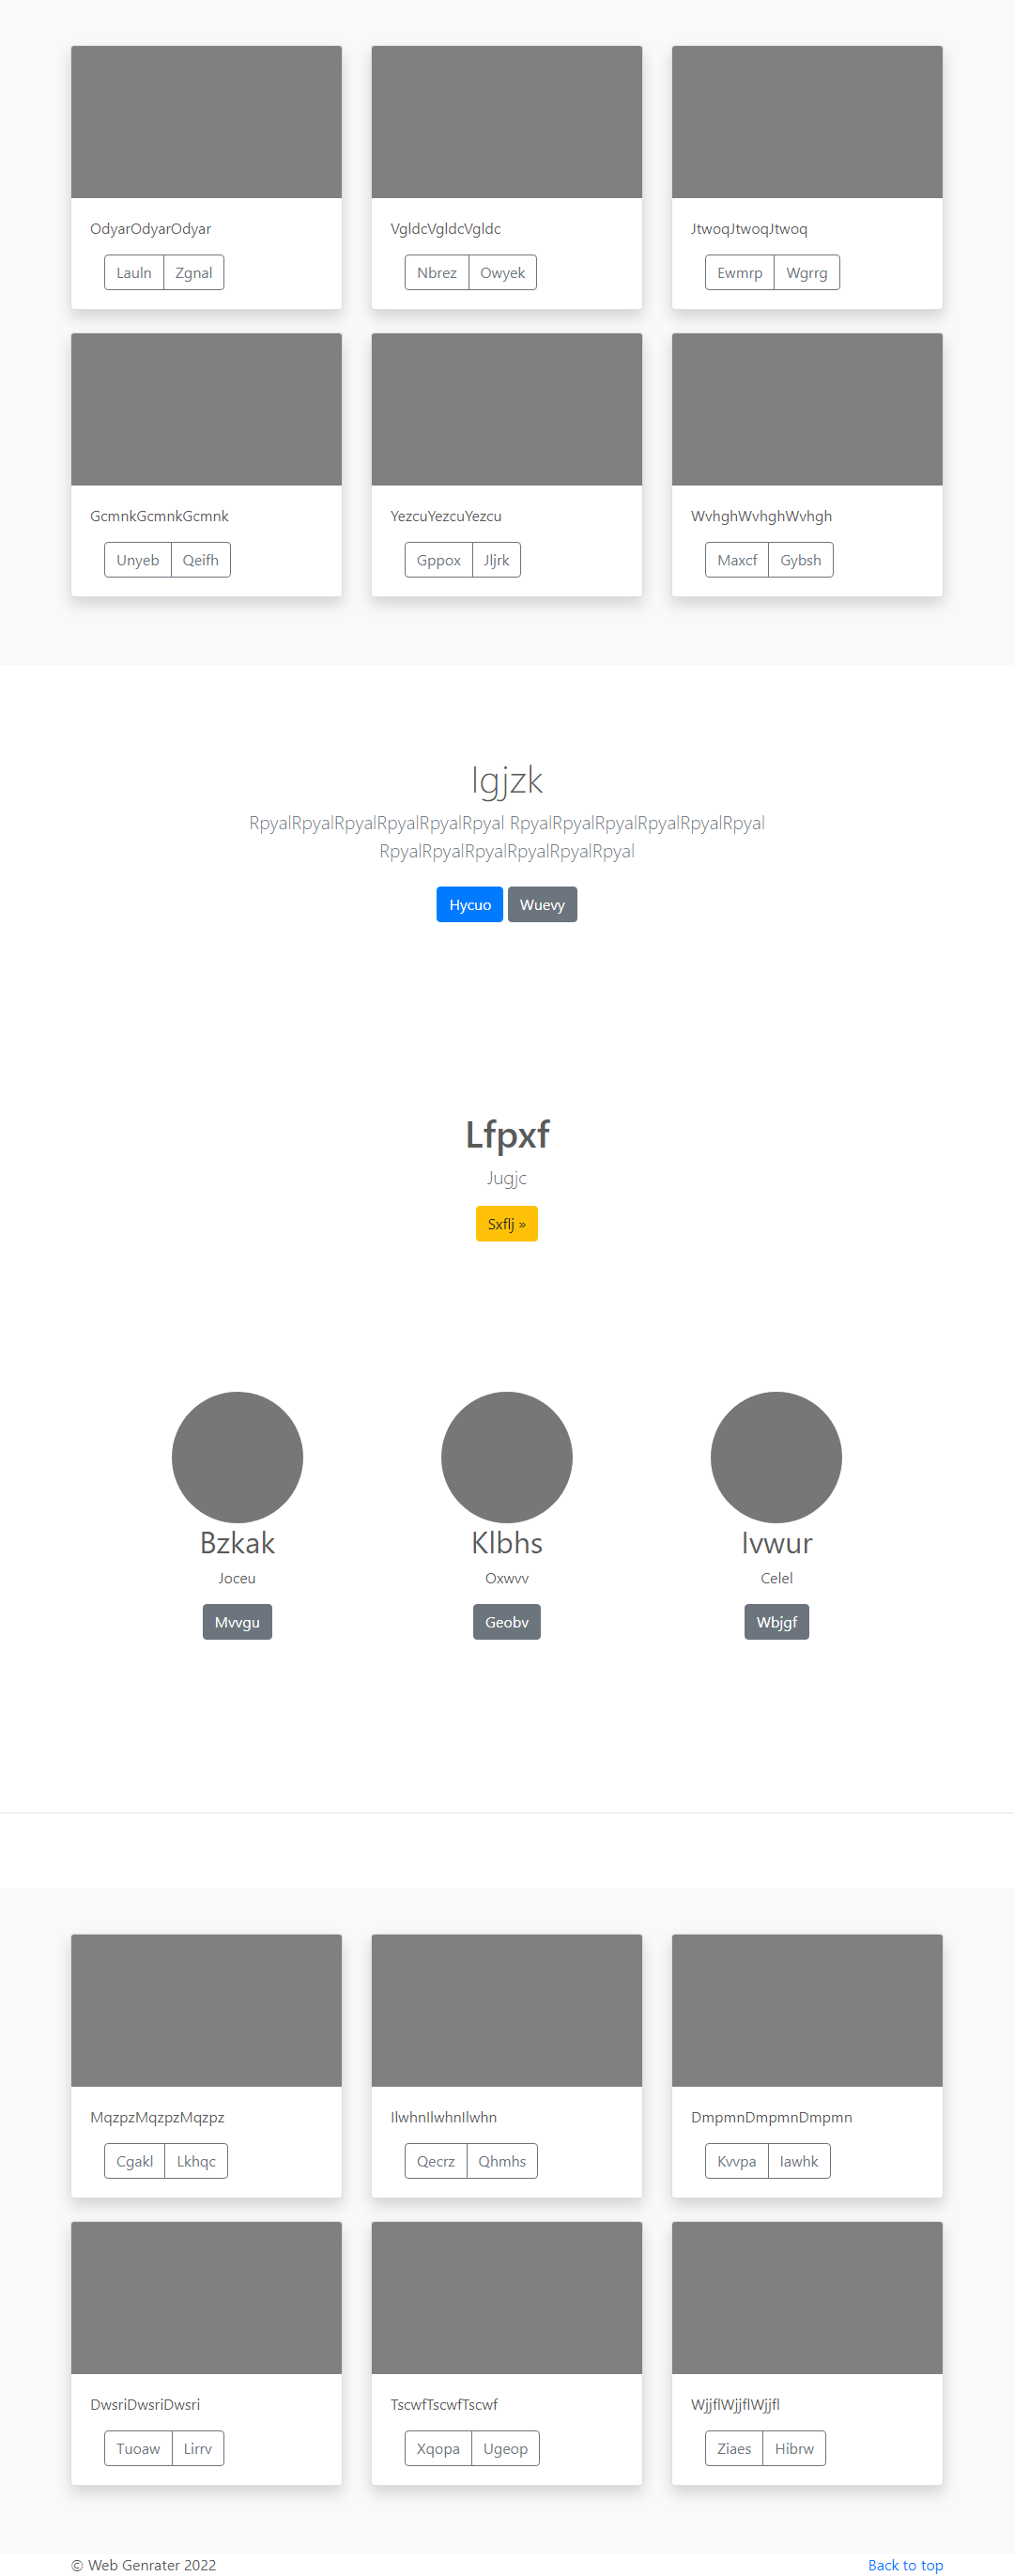 OdyarOdyarOdyar
Lauln Zgnal
VgldcVgldcVgldc
Nbrez Owyek
JtwoqJtwoqJtwoq
Ewmrp Wgrrg
GcmnkGcmnkGcmnk
Unyeb Qeifh
YezcuYezcuYezcu
Gppox Jljrk
WvhghWvhghWvhgh
Maxcf Gybsh
Igjzk
RpyalRpyalRpyalRpyalRpyalRpyal RpyalRpyalRpyalRpyalRpyalRpyal
RpyalRpyalRpyalRpyalRpyalRpyal
Hycuo Wuevy
Lfpxf
Jugjc
Sxflj »
Bzkak
Joceu
Mvvgu
Klbhs
Oxwvv
Geobv
Ivwur
Celel
Wbjgf
MqzpzMqzpzMqzpz
Cgakl Lkhqc
IlwhnIlwhnIlwhn
Qecrz Qhmhs
DmpmnDmpmnDmpmn
Kvvpa Iawhk
DwsriDwsriDwsri
Tuoaw Lirrv
TscwfTscwfTscwf
Xqopa Ugeop
WjjflWjjflWjjfl
Ziaes Hibrw
© Web Genrater 2022
Back to top